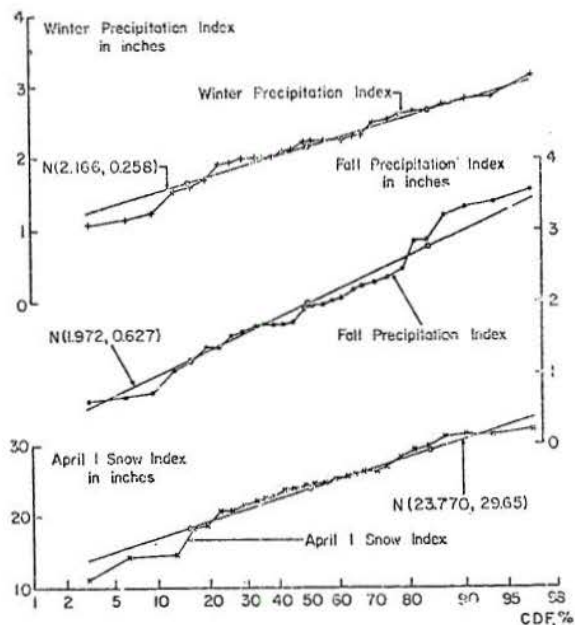 4
Winter Precipitation Index
in inches
3
Winter Precipitation Index
2
N(2.166, 0.258)
Fall Precipitation Index
in inches
4
1
3
0
2
N(1.972, 0.627)
Fall Precipitation Index
1
30
April 1 Snow Index
in inches
0
20
N(23.770, 29.65)
April 1 Snow Index
10
1 2 5 10 20 30 40 50 60 70 80 90 95 98
CDF, %